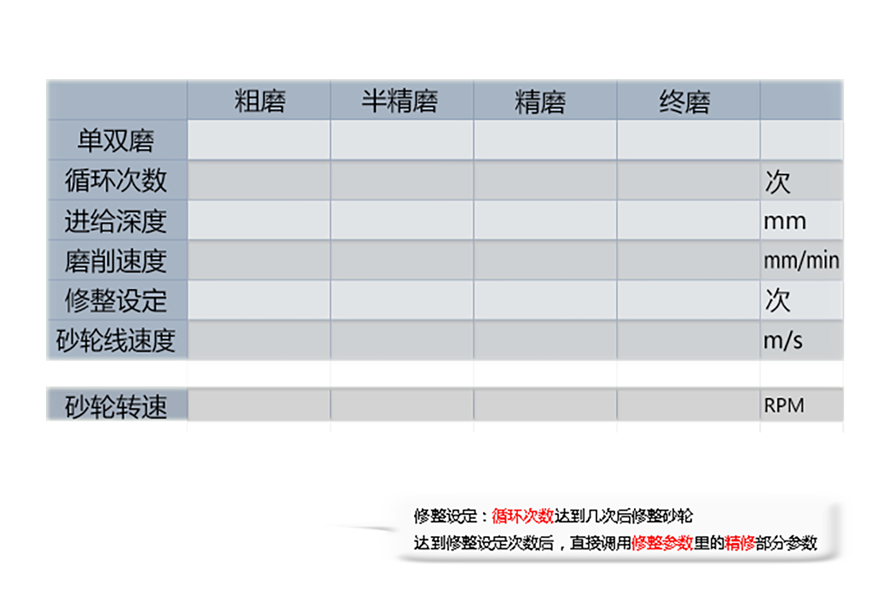 粗磨 半精磨 精磨 终磨
单双磨
循环次数 次
进给深度 mm
磨削速度 mm/min
修整设定 次
砂轮线速度 m/s
砂轮转速 RPM
修整设定：循环次数达到几次后修整砂轮
达到修整设定次数后，直接调用修整参数里的精修部分参数